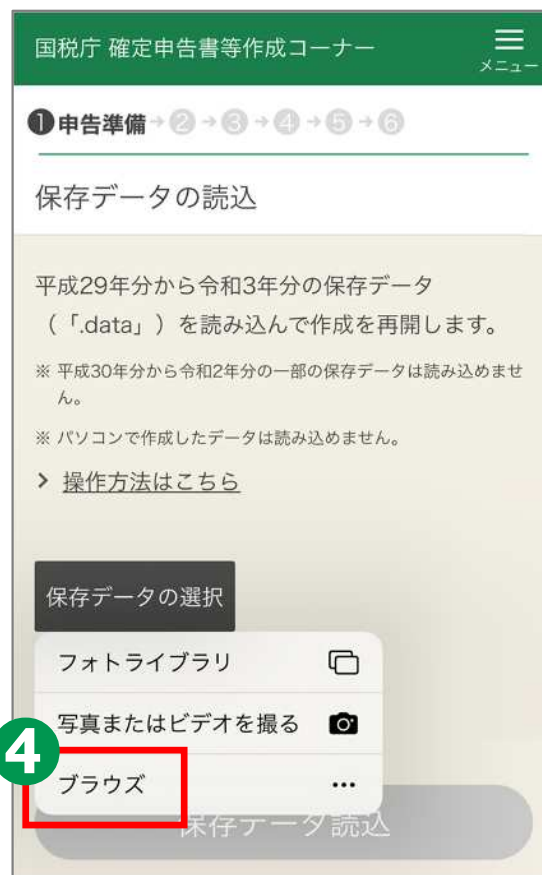 国税庁 確定申告書等作成コーナー
メニュー
❶申告準備→②→③→④→⑤→⑥
保存データの読込
平成29年分から令和3年分の保存データ
（「.data」）を読み込んで作成を再開します。
※ 平成30年分から令和2年分の一部の保存データは読み込めませ
ん。
※ パソコンで作成したデータは読み込めません。
> 操作方法はこちら
保存データの選択
フォトライブラリ
写真またはビデオを撮る
4
ブラウズ
保存データ読込